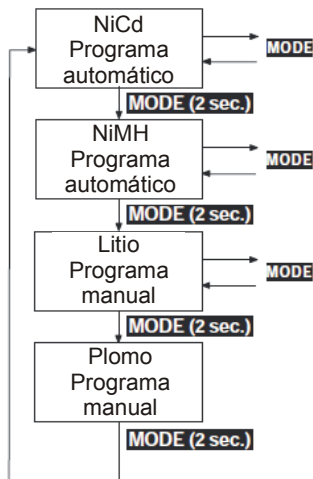 NiCd
Programa
automático
MODE
MODE (2 sec.)
NiMH
Programa
automático
MODE
MODE (2 sec.)
Litio
Programa
manual
MODE
MODE (2 sec.)
Plomo
Programa
manual
MODE (2 sec.)